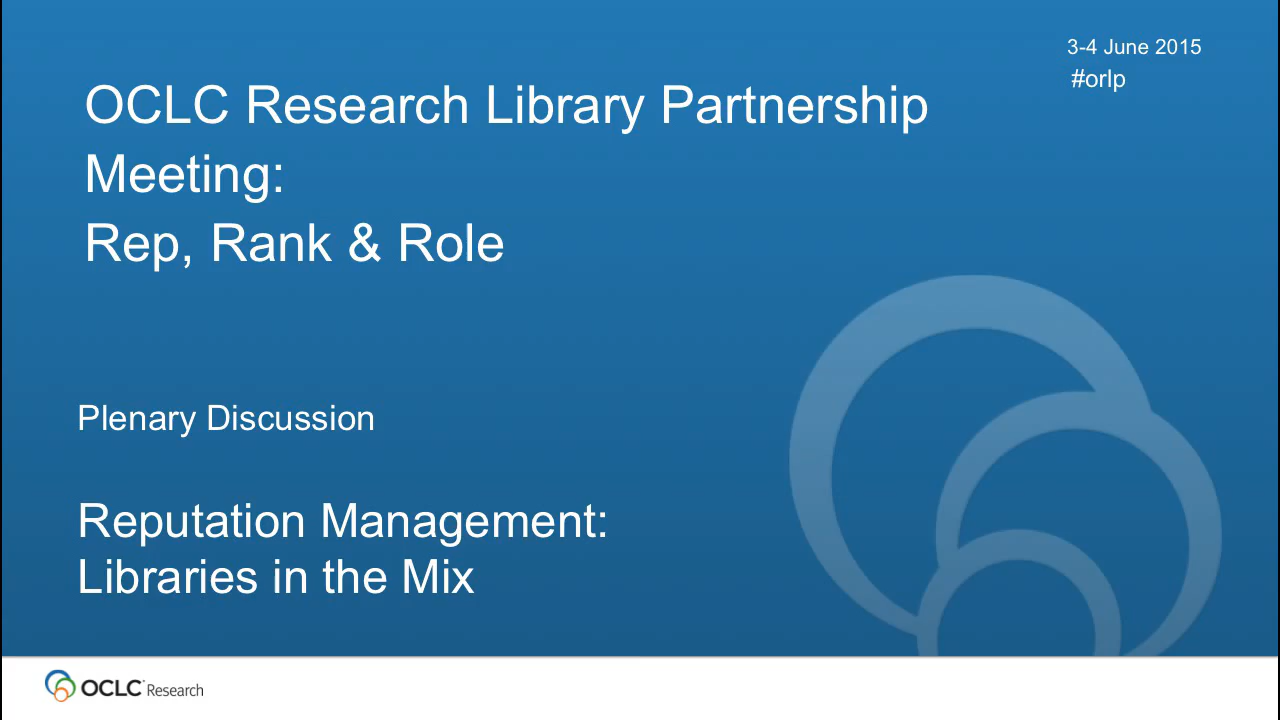 3-4 June 2015
#orlp
OCLC Research Library Partnership
Meeting:
Rep, Rank & Role
Plenary Discussion
Reputation Management:
Libraries in the Mix
OCLC Research